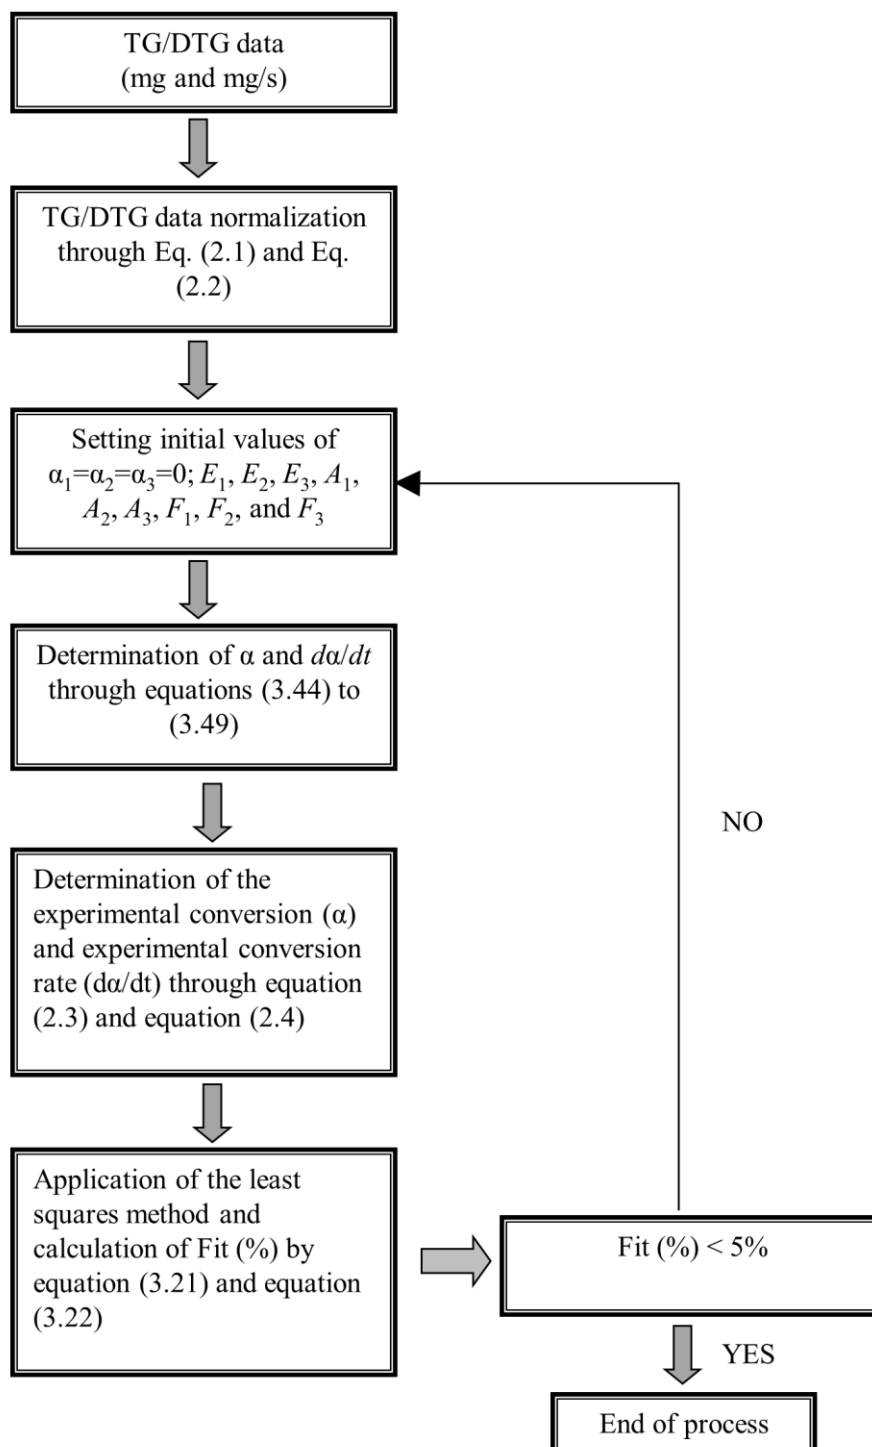 TG/DTG data
(mg and mg/s)
TG/DTG data normalization
through Eq. (2.1) and Eq.
(2.2)
Setting initial values of
α₁=α₂=α₃=0; E₁, E₂, E₃, A₁,
A₂, A₃, F₁, F₂, and F₃
Determination of α and dα/dt
through equations (3.44) to
(3.49)
Determination of the
experimental conversion (α)
and experimental conversion
rate (dα/dt) through equation
(2.3) and equation (2.4)
Application of the least
squares method and
calculation of Fit (%) by
equation (3.21) and equation
(3.22)
Fit (%) < 5%
NO
YES
End of process